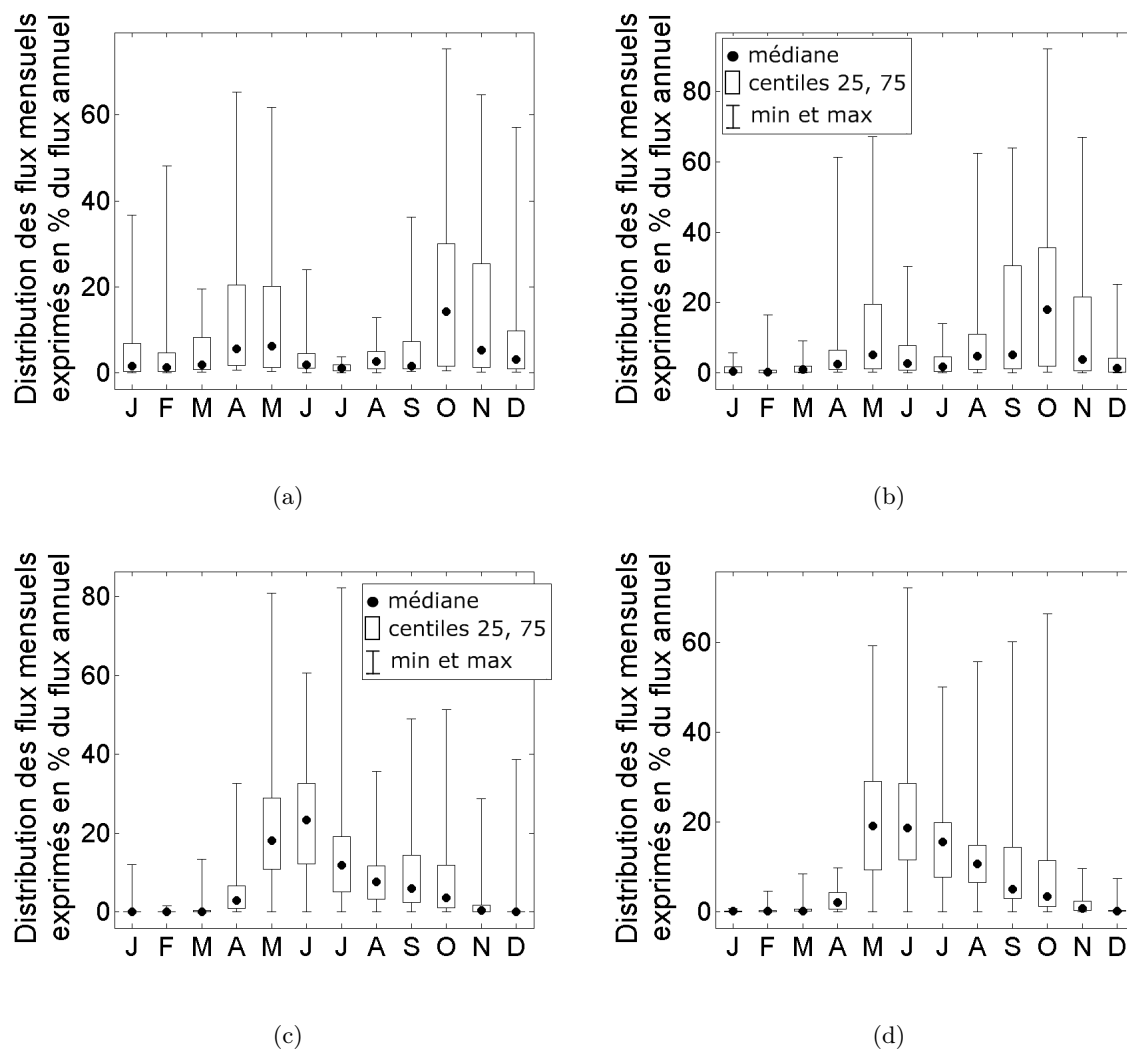 Distribution des flux mensuels
exprimés en % du flux annuel
60
40
20
0
J F M A M J J A S O N D
(a)
Distribution des flux mensuels
exprimés en % du flux annuel
médiane
centiles 25, 75
min et max
80
60
40
20
0
J F M A M J J A S O N D
(b)
Distribution des flux mensuels
exprimés en % du flux annuel
médiane
centiles 25, 75
min et max
80
60
40
20
0
J F M A M J J A S O N D
(c)
Distribution des flux mensuels
exprimés en % du flux annuel
60
40
20
0
J F M A M J J A S O N D
(d)